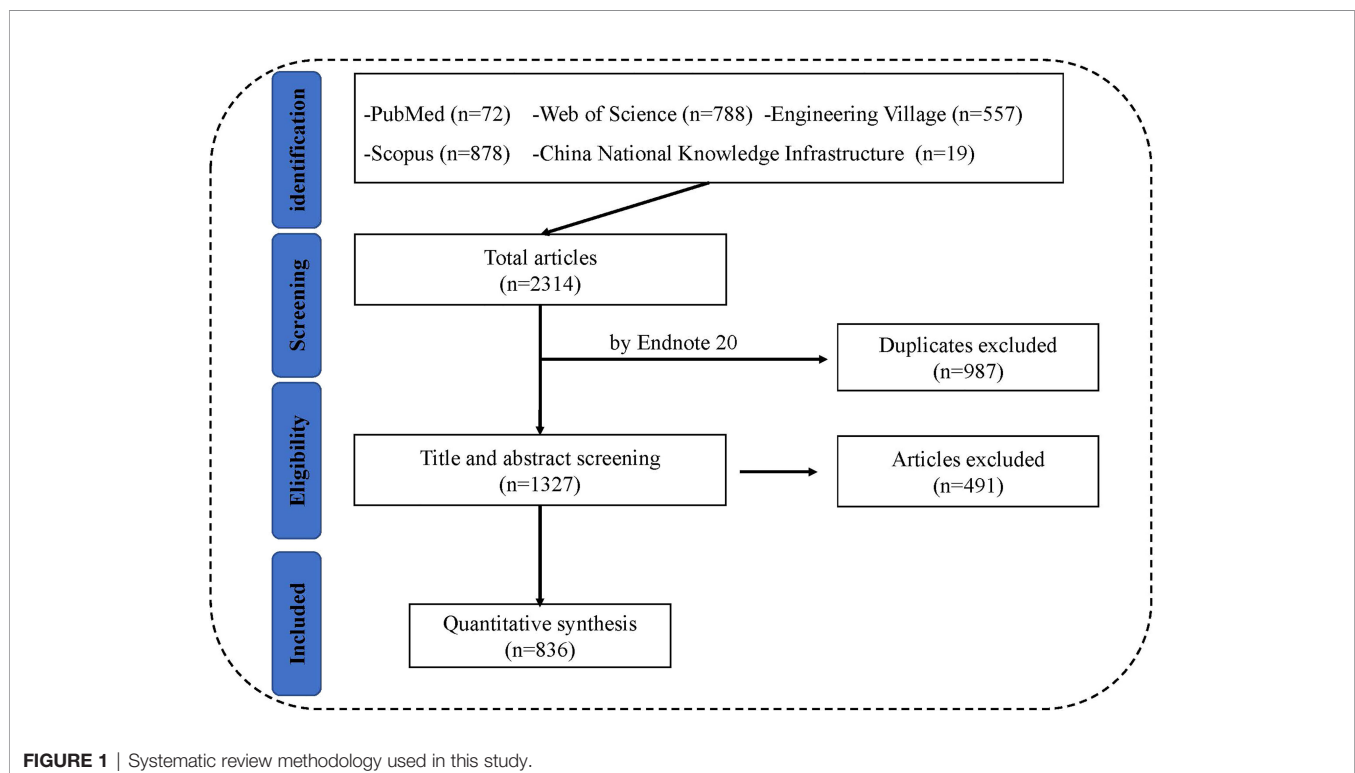 identification
-PubMed (n=72) -Web of Science (n=788) -Engineering Village (n=557)
-Scopus (n=878) -China National Knowledge Infrastructure (n=19)
Screening
Total articles
(n=2314)
by Endnote 20
Duplicates excluded
(n=987)
Eligibility
Title and abstract screening
(n=1327)
Articles excluded
(n=491)
Included
Quantitative synthesis
(n=836)
FIGURE 1 | Systematic review methodology used in this study.